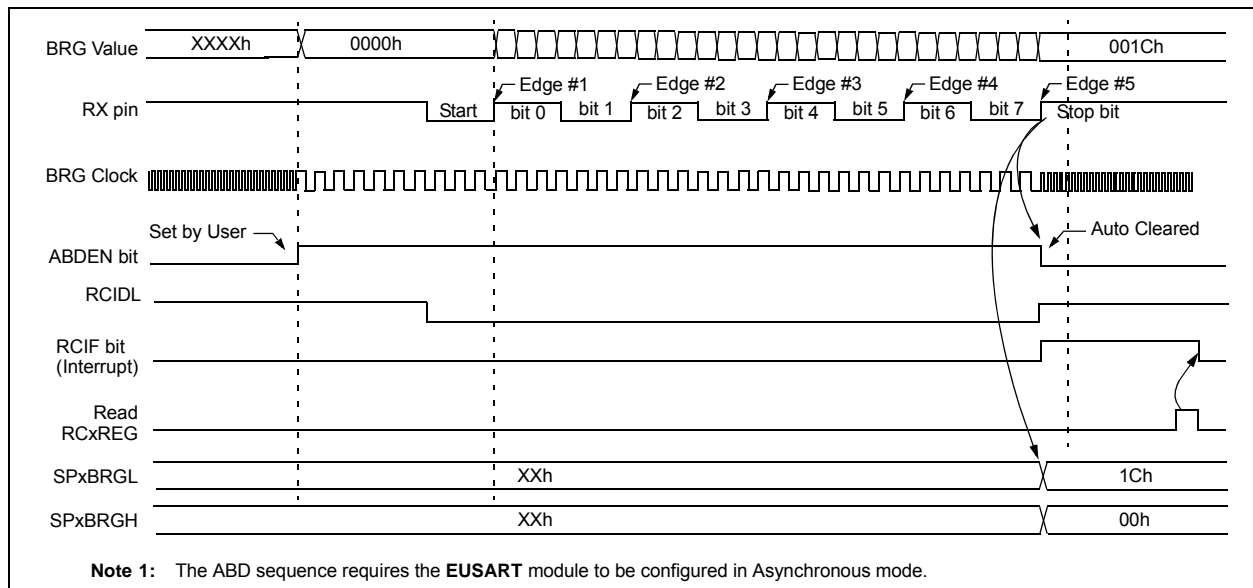 BRG Value XXXXh 0000h 001Ch
Edge #1 Edge #2 Edge #3 Edge #4 Edge #5
RX pin Start bit 0 bit 1 bit 2 bit 3 bit 4 bit 5 bit 6 bit 7 Stop bit
BRG Clock
Set by User Auto Cleared
ABDEN bit
RCIDL
RCIF bit
(Interrupt)
Read
RCxREG
SPxBRGL XXh 1Ch
SPxBRGH XXh 00h
Note 1: The ABD sequence requires the EUSART module to be configured in Asynchronous mode.